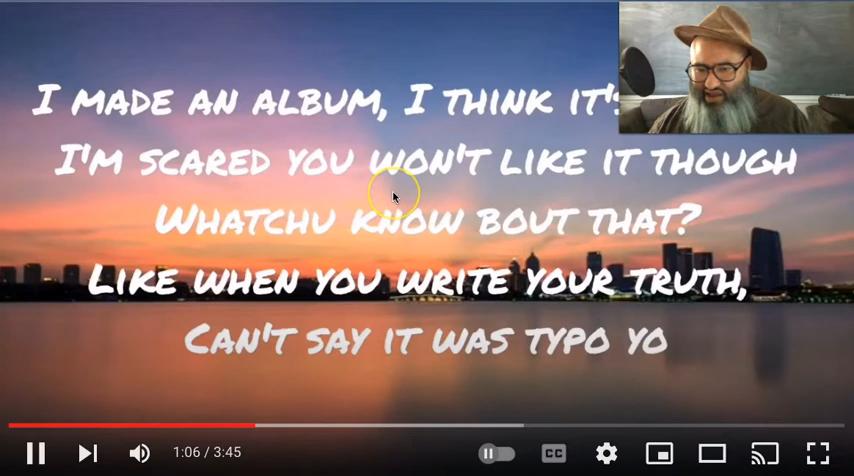 I MADE AN ALBUM, I THINK IT'S
I'M SCARED YOU WON'T LIKE IT THOUGH
WHATCHU KNOW BOUT THAT?
LIKE WHEN YOU WRITE YOUR TRUTH,
CAN'T SAY IT WAS TYPO YO
1:06 / 3:45
CC